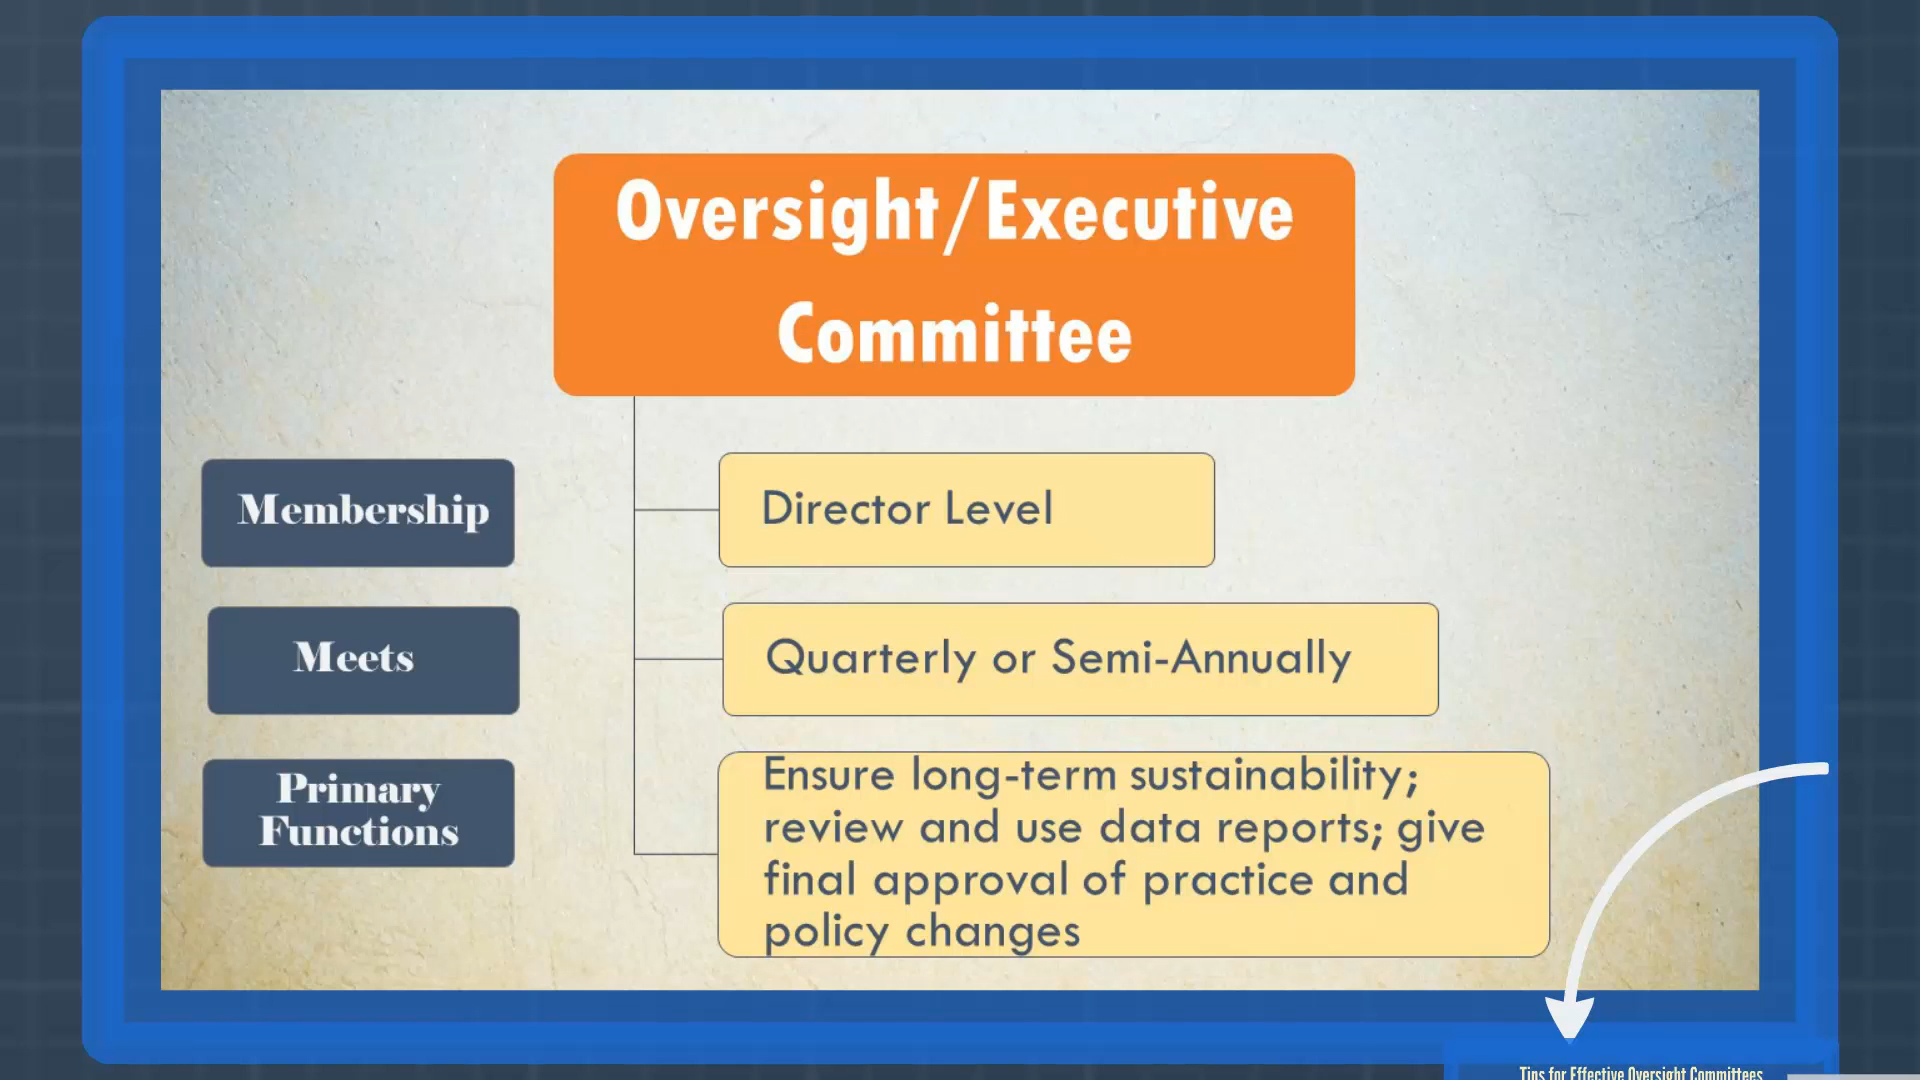 Oversight/Executive
Committee
Membership
Director Level
Meets
Quarterly or Semi-Annually
Primary
Functions
Ensure long-term sustainability;
review and use data reports; give
final approval of practice and
policy changes
Tips for Effective Oversight Committees